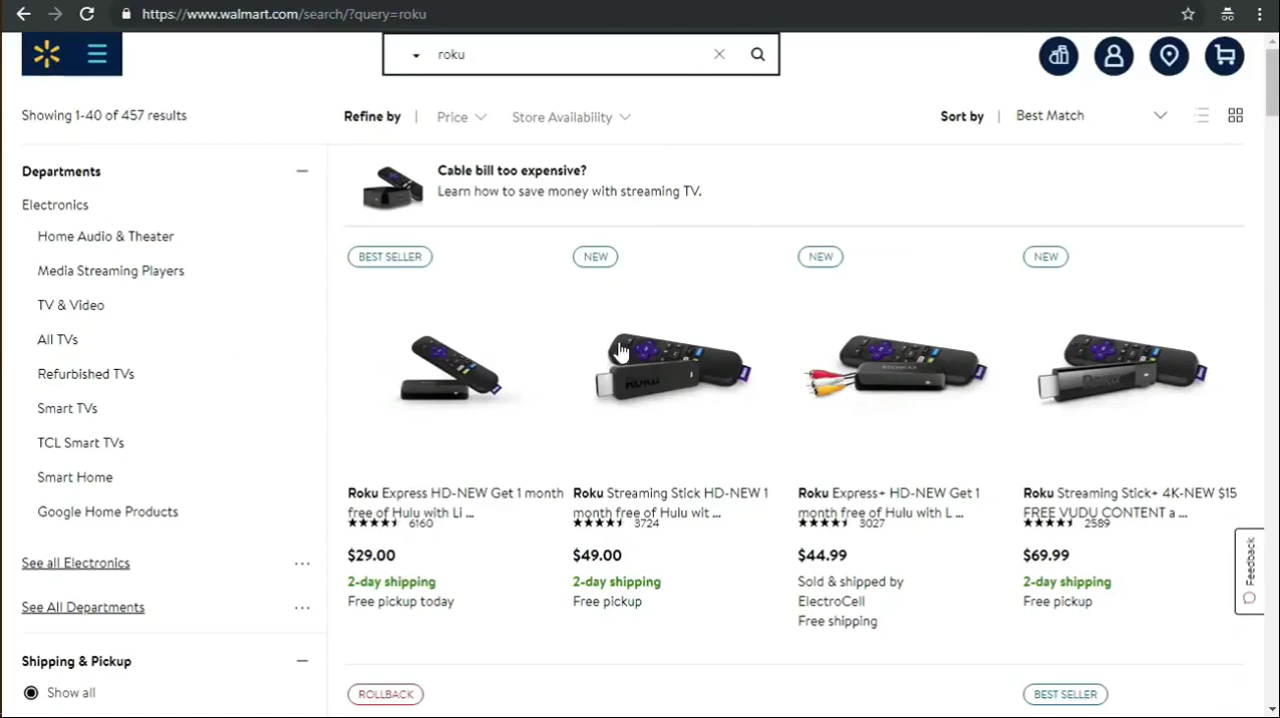 https://www.walmart.com/search/?query=roku
roku
Showing 1-40 of 457 results
Refine by | Price Store Availability
Sort by | Best Match
Departments
Electronics
Home Audio & Theater
Media Streaming Players
TV & Video
All TVs
Refurbished TVs
Smart TVs
TCL Smart TVs
Smart Home
Google Home Products
See all Electronics ...
See All Departments ...
Shipping & Pickup
Show all
Cable bill too expensive?
Learn how to save money with streaming TV.
BEST SELLER
Roku Express HD-NEW Get 1 month
free of Hulu with Li ...
6160
$29.00
2-day shipping
Free pickup today
NEW
ROKU
Roku Streaming Stick HD-NEW 1
month free of Hulu wit ...
3724
$49.00
2-day shipping
Free pickup
NEW
Roku Express+ HD-NEW Get 1
month free of Hulu with L ...
3027
$44.99
Sold & shipped by
ElectroCell
Free shipping
NEW
Roku Streaming Stick+ 4K-NEW $15
FREE VUDU CONTENT a ...
2589
$69.99
2-day shipping
Free pickup
ROLLBACK
BEST SELLER
Feedback